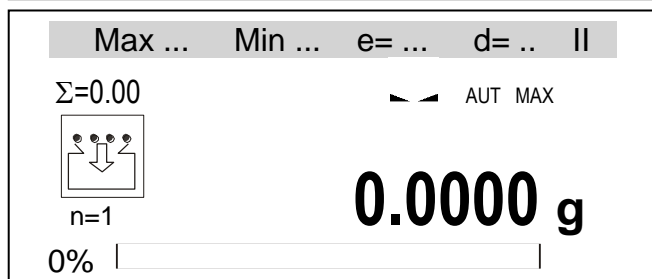 Max ... Min ... e= ... d= .. II
Σ=0.00
AUT MAX
n=1
0.0000 g
0%